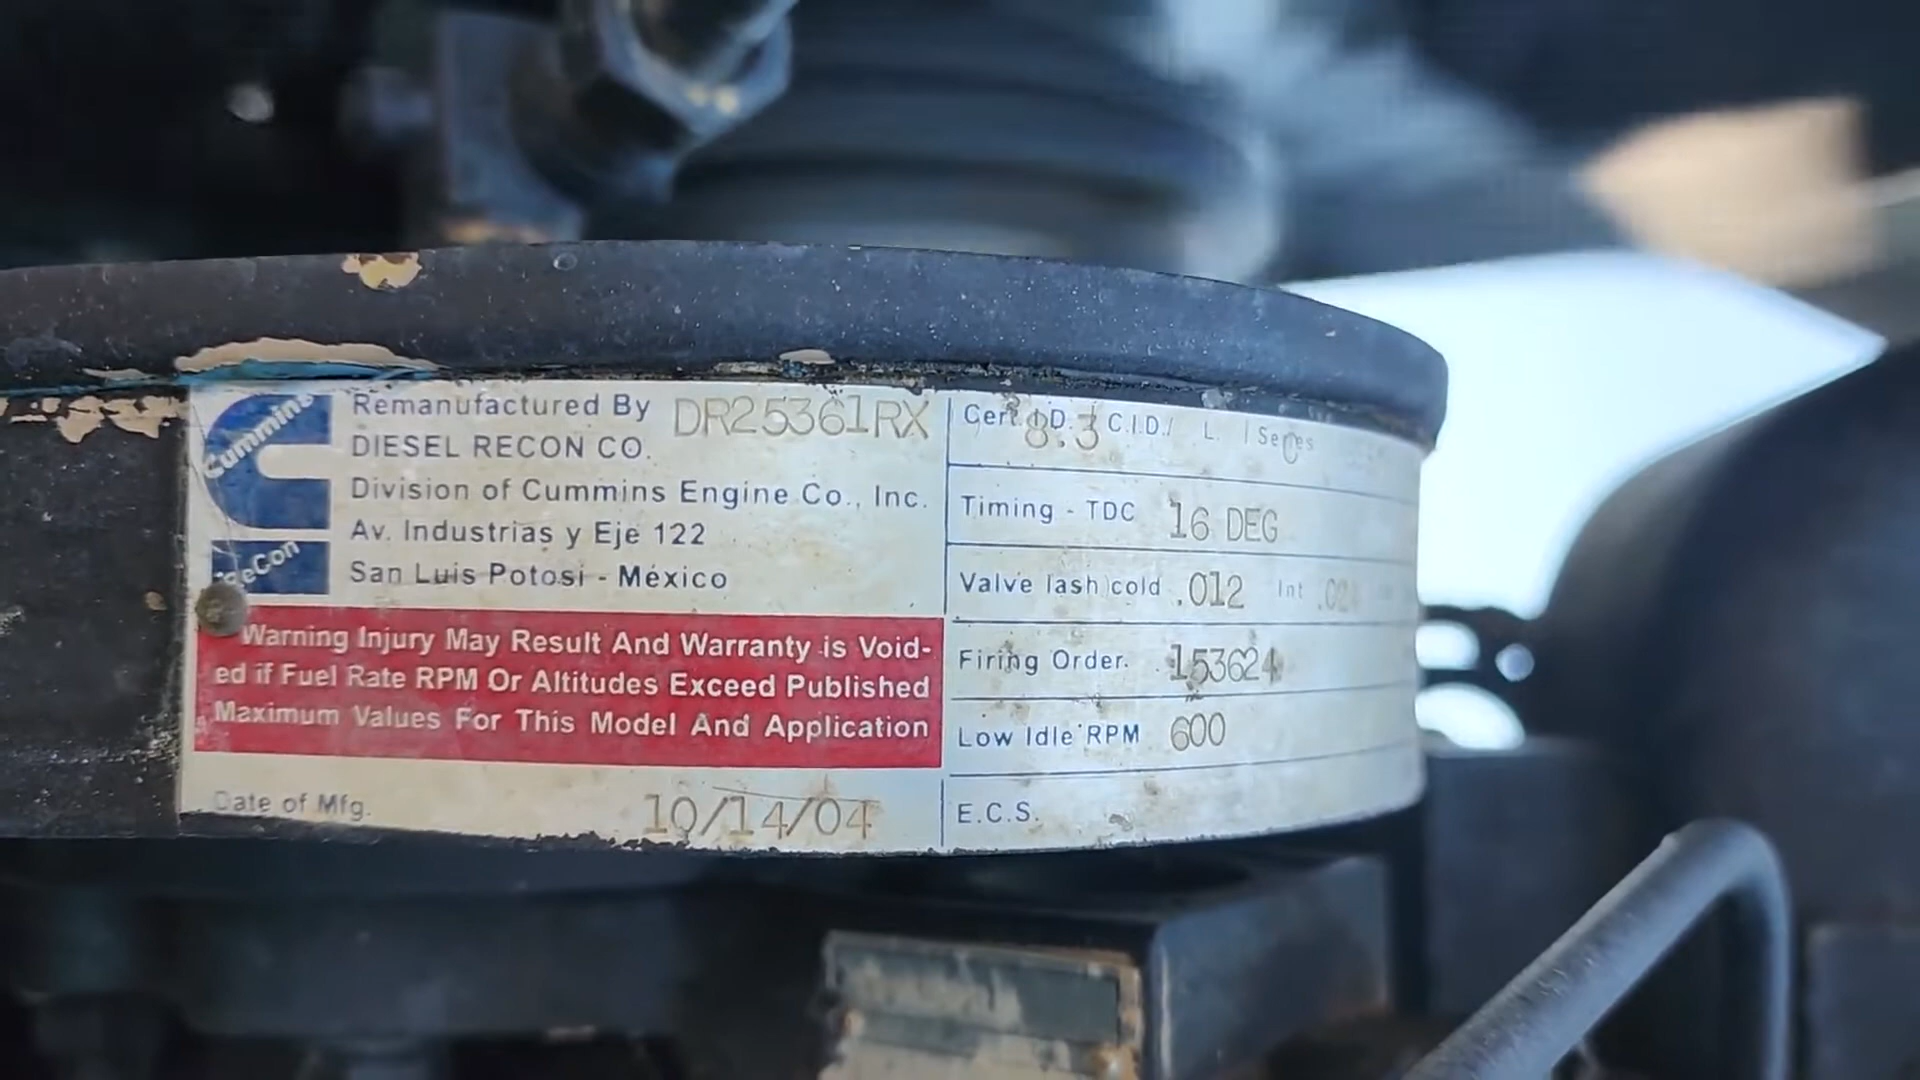 Cummins
ReCon
Remanufactured By DR25361RX
DIESEL RECON CO.
Division of Cummins Engine Co., Inc.
Av. Industrias y Eje 122
San Luis Potosi - México
Warning Injury May Result And Warranty is Void-
ed if Fuel Rate RPM Or Altitudes Exceed Published
Maximum Values For This Model And Application
Date of Mfg. 10/14/04
Cert I.D. 8.3 C.I.D./ L. / Series C
Timing - TDC 16 DEG
Valve lash cold .012 Int
Firing Order. 153624
Low Idle RPM 600
E.C.S.